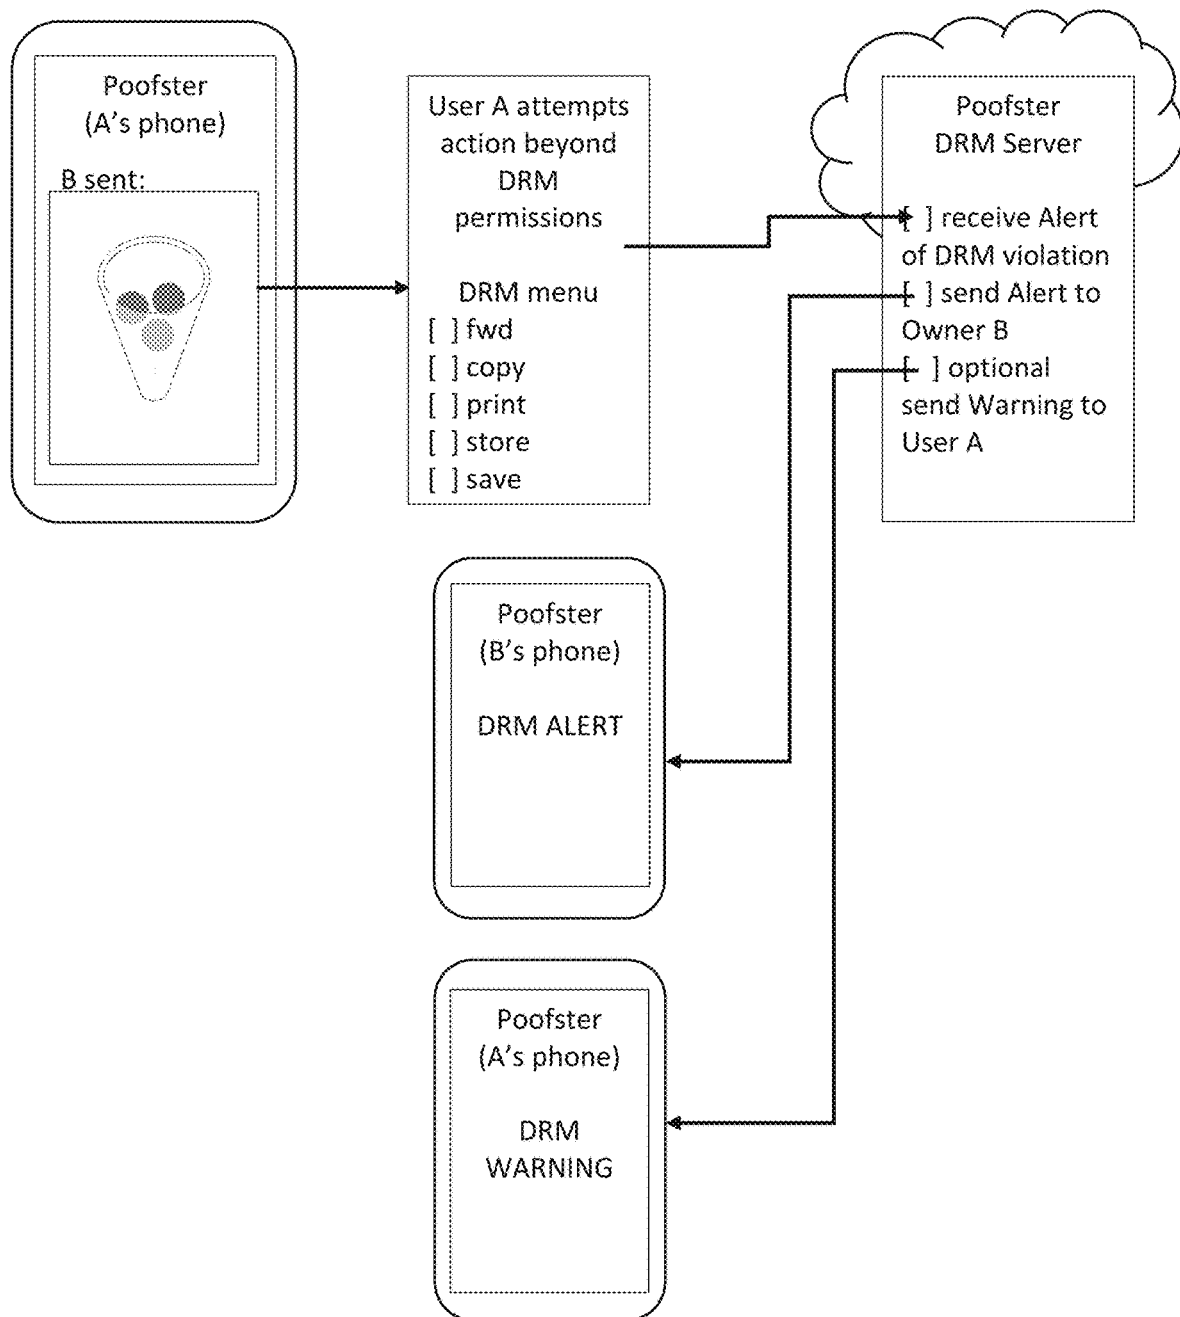 Poofster
(A's phone)
B sent:
User A attempts
action beyond
DRM
permissions
DRM menu
[ ] fwd
[ ] copy
[ ] print
[ ] store
[ ] save
Poofster
DRM Server
[ ] receive Alert
of DRM violation
[ ] send Alert to
Owner B
[ ] optional
send Warning to
User A
Poofster
(B's phone)
DRM ALERT
Poofster
(A's phone)
DRM
WARNING